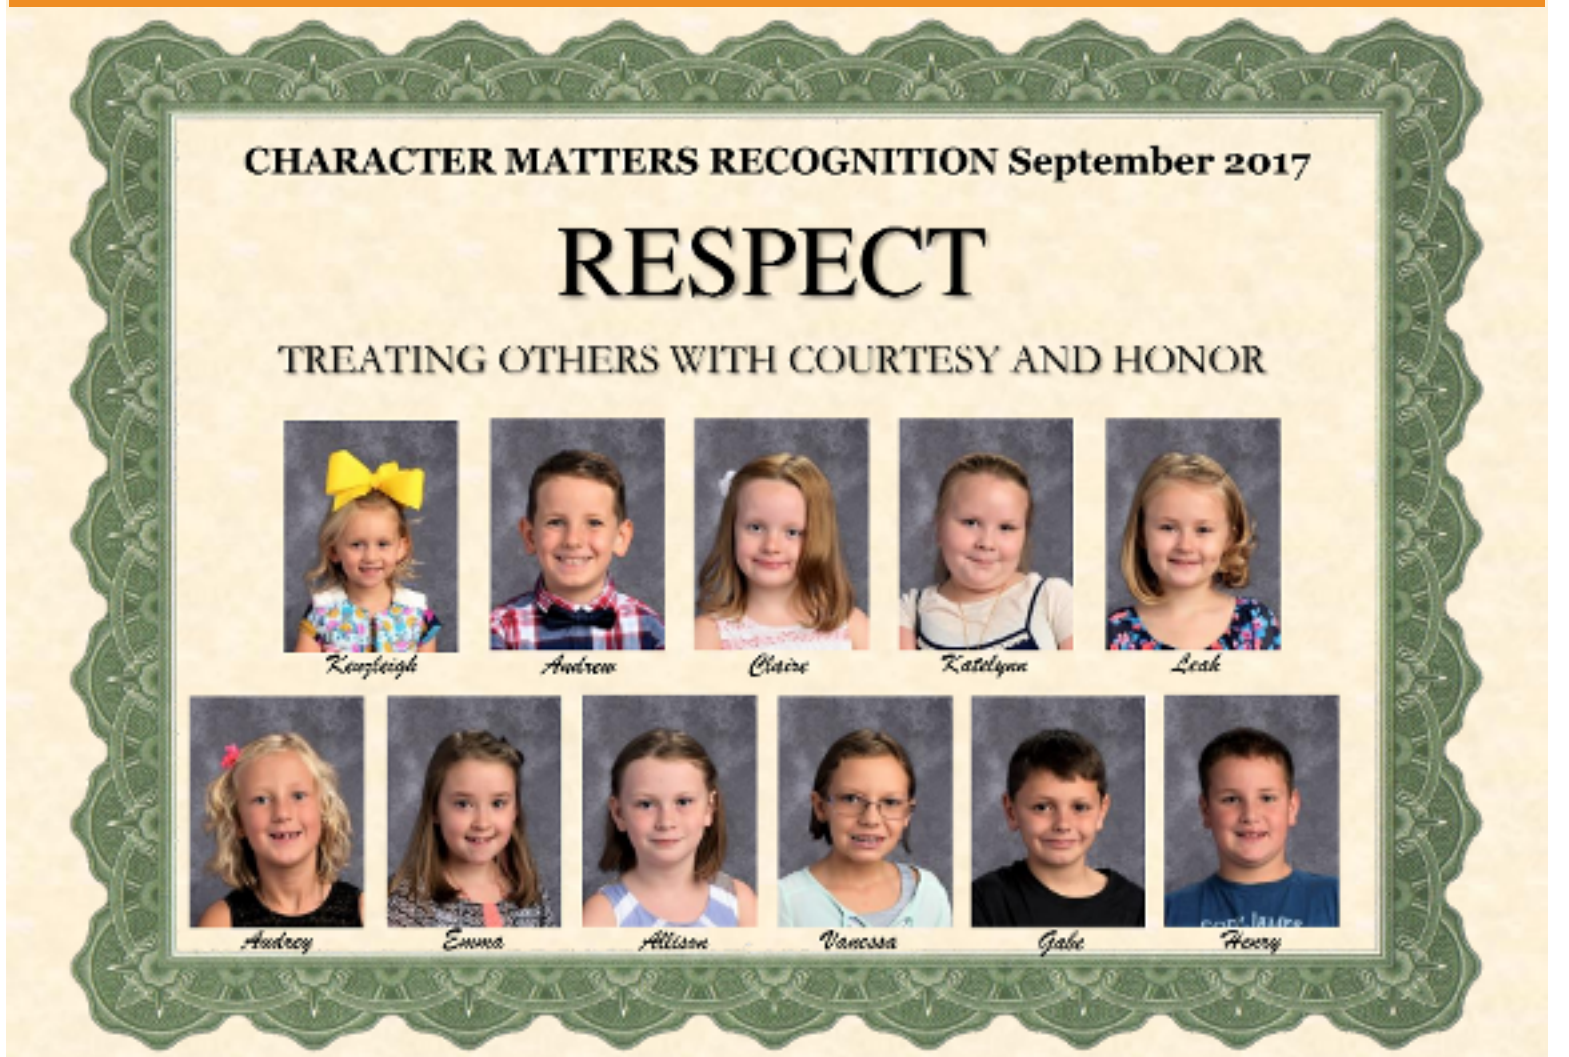 CHARACTER MATTERS RECOGNITION September 2017
RESPECT
TREATING OTHERS WITH COURTESY AND HONOR
Kenzleigh Andrew Claire Katelynn Leah
Audrey Emma Allison Vanessa Gabe Henry